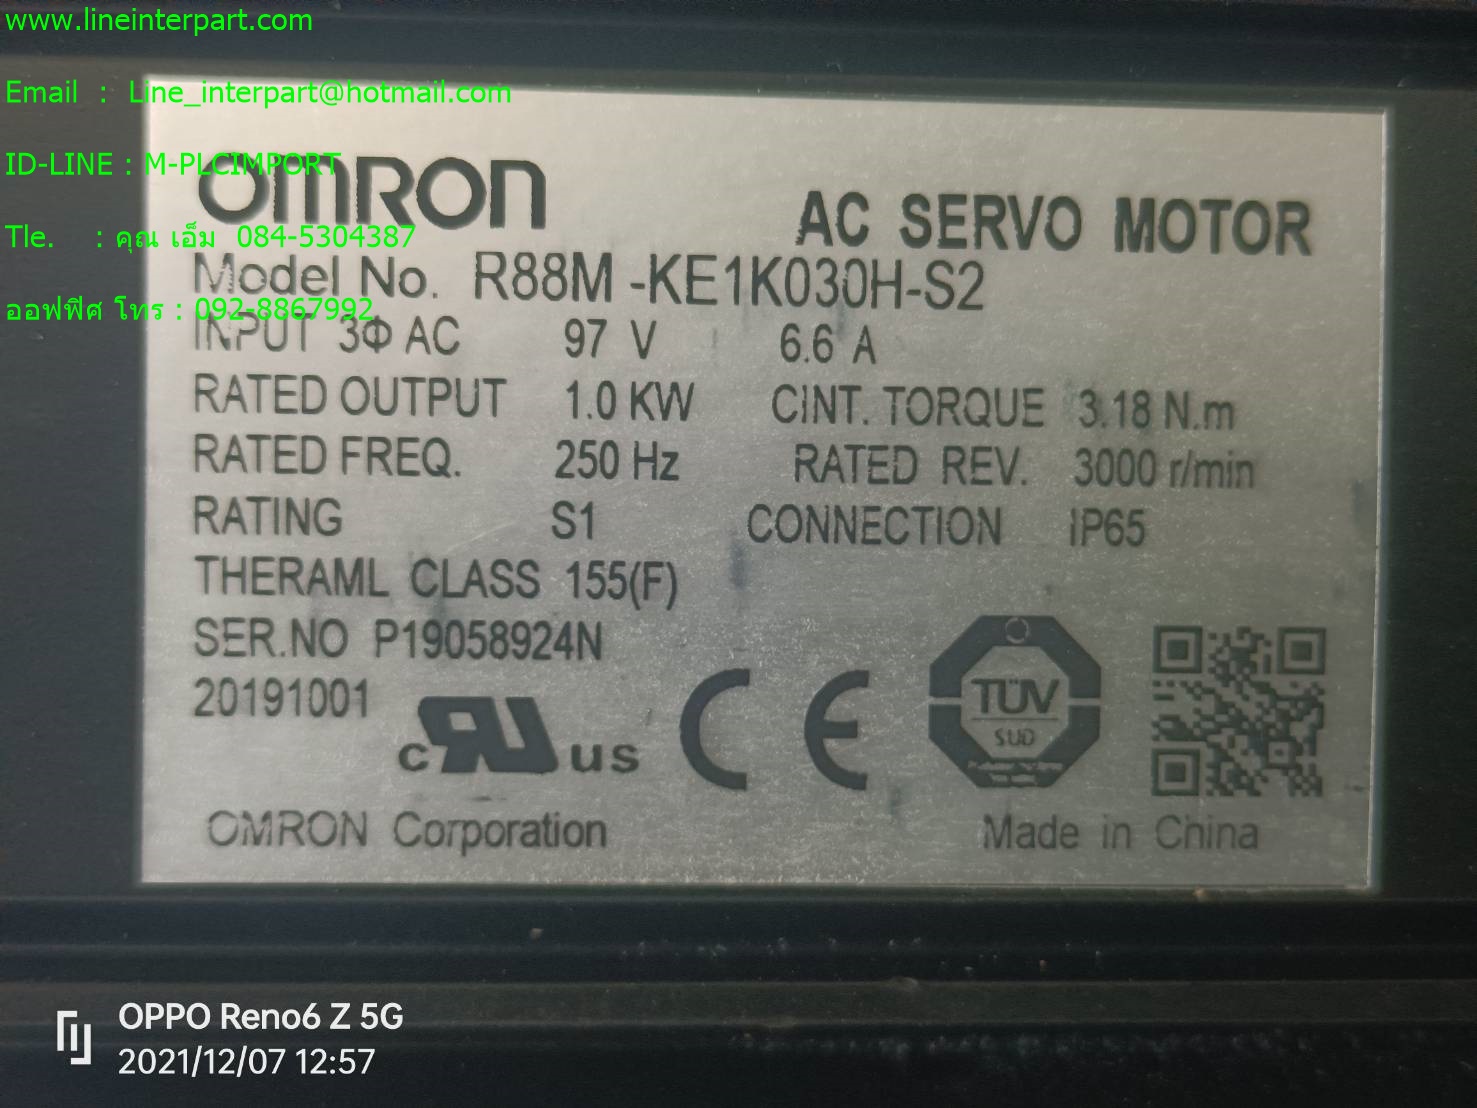 www.lineinterpart.com
Email : Line_interpart@hotmail.com
ID-LINE : M-PLCIMPORT
OMRON
AC SERVO MOTOR
Tle. : คุณ เอ็ม 084-5304387
Model No. R88M -KE1K030H-S2
ออฟฟิศ โทร : 092-8867992
INPUT 3Φ AC 97 V 6.6 A
RATED OUTPUT 1.0 KW CINT. TORQUE 3.18 N.m
RATED FREQ. 250 Hz RATED REV. 3000 r/min
RATING S1 CONNECTION IP65
THERAML CLASS 155(F)
SER.NO P19058924N
20191001
c RU us CE TÜV
SUD
OMRON Corporation Made in China
OPPO Reno6 Z 5G
2021/12/07 12:57